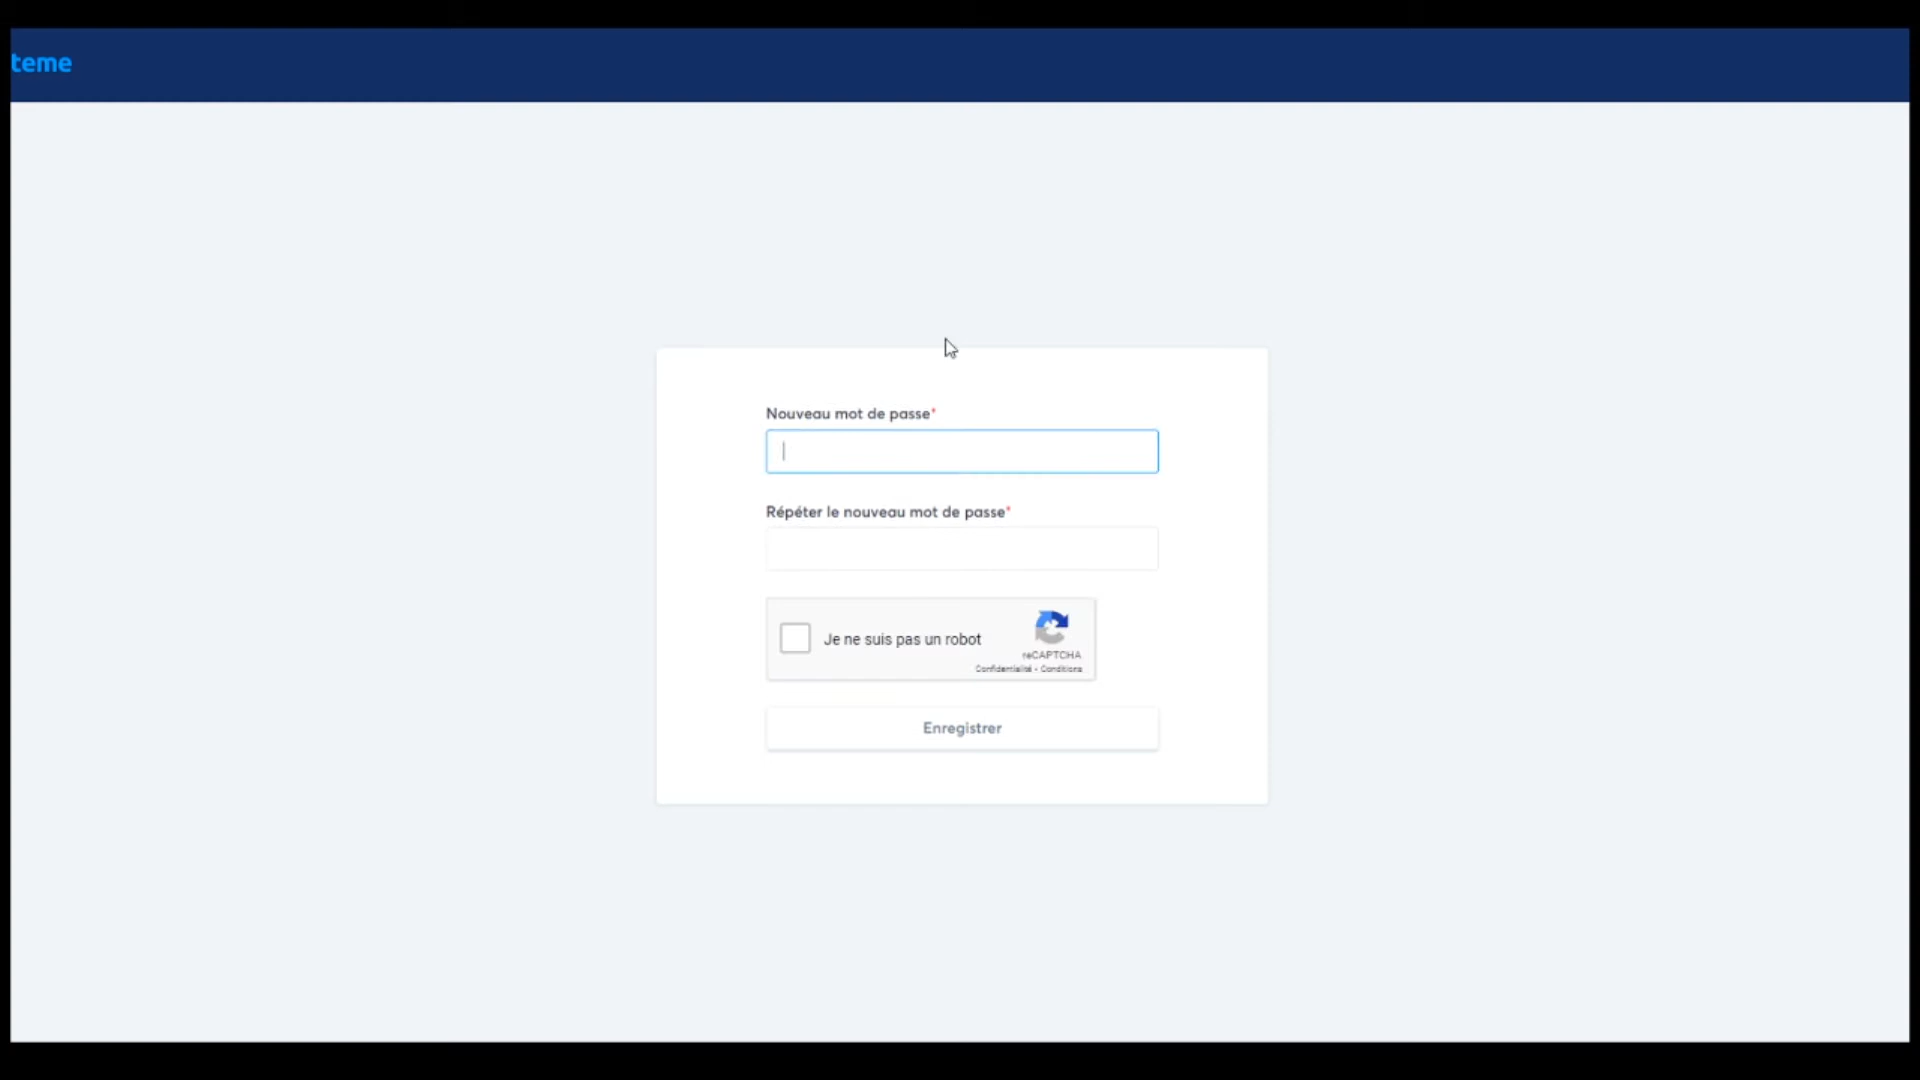 teme
Nouveau mot de passe*
Répéter le nouveau mot de passe*
Je ne suis pas un robot
reCAPTCHA
Confidentialité - Conditions
Enregistrer